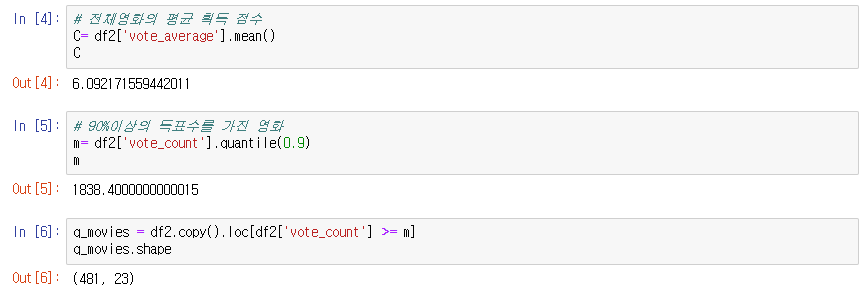 In [4]: # 전체영화의 평균 획득 점수
C= df2['vote_average'].mean()
C
Out[4]: 6.092171559442011
In [5]: # 90%이상의 득표수를 가진 영화
m= df2['vote_count'].quantile(0.9)
m
Out[5]: 1838.4000000000015
In [6]: q_movies = df2.copy().loc[df2['vote_count'] >= m]
q_movies.shape
Out[6]: (481, 23)